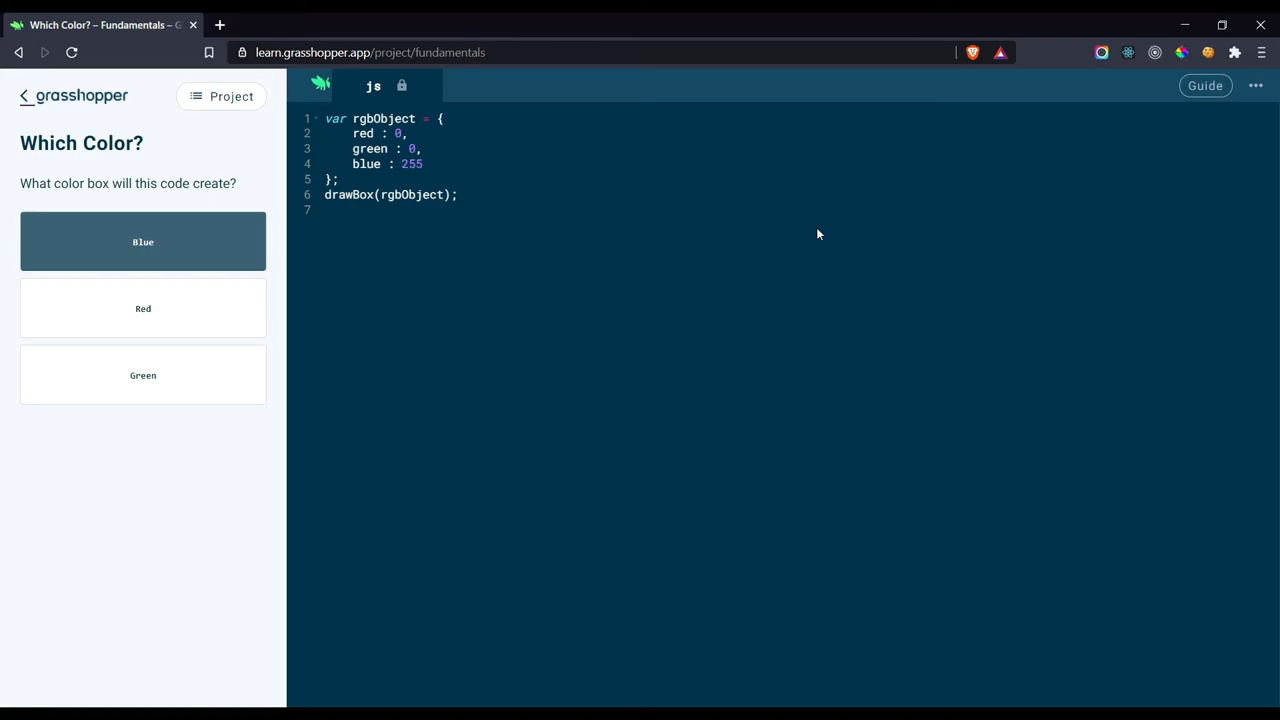 Which Color? – Fundamentals – G
learn.grasshopper.app/project/fundamentals
grasshopper
Project
Which Color?
What color box will this code create?
Blue
Red
Green
js
Guide
1 var rgbObject = {
2 red : 0,
3 green : 0,
4 blue : 255
5 };
6 drawBox(rgbObject);
7